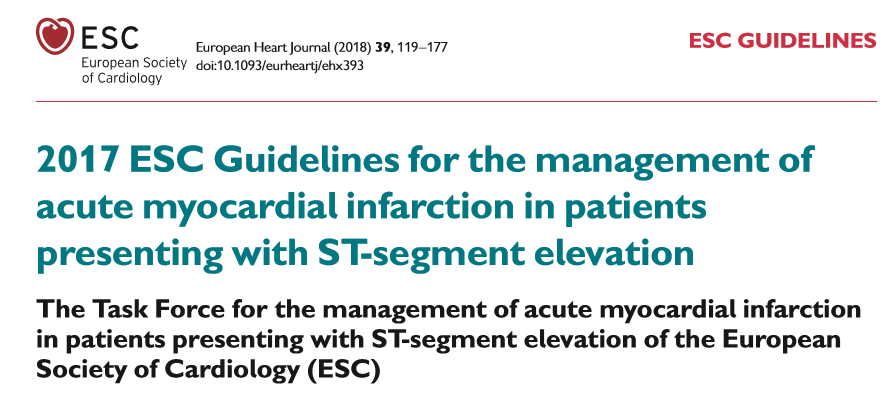 ESC
European Society
of Cardiology
European Heart Journal (2018) 39, 119–177
doi:10.1093/eurheartj/ehx393
ESC GUIDELINES
2017 ESC Guidelines for the management of
acute myocardial infarction in patients
presenting with ST-segment elevation
The Task Force for the management of acute myocardial infarction
in patients presenting with ST-segment elevation of the European
Society of Cardiology (ESC)